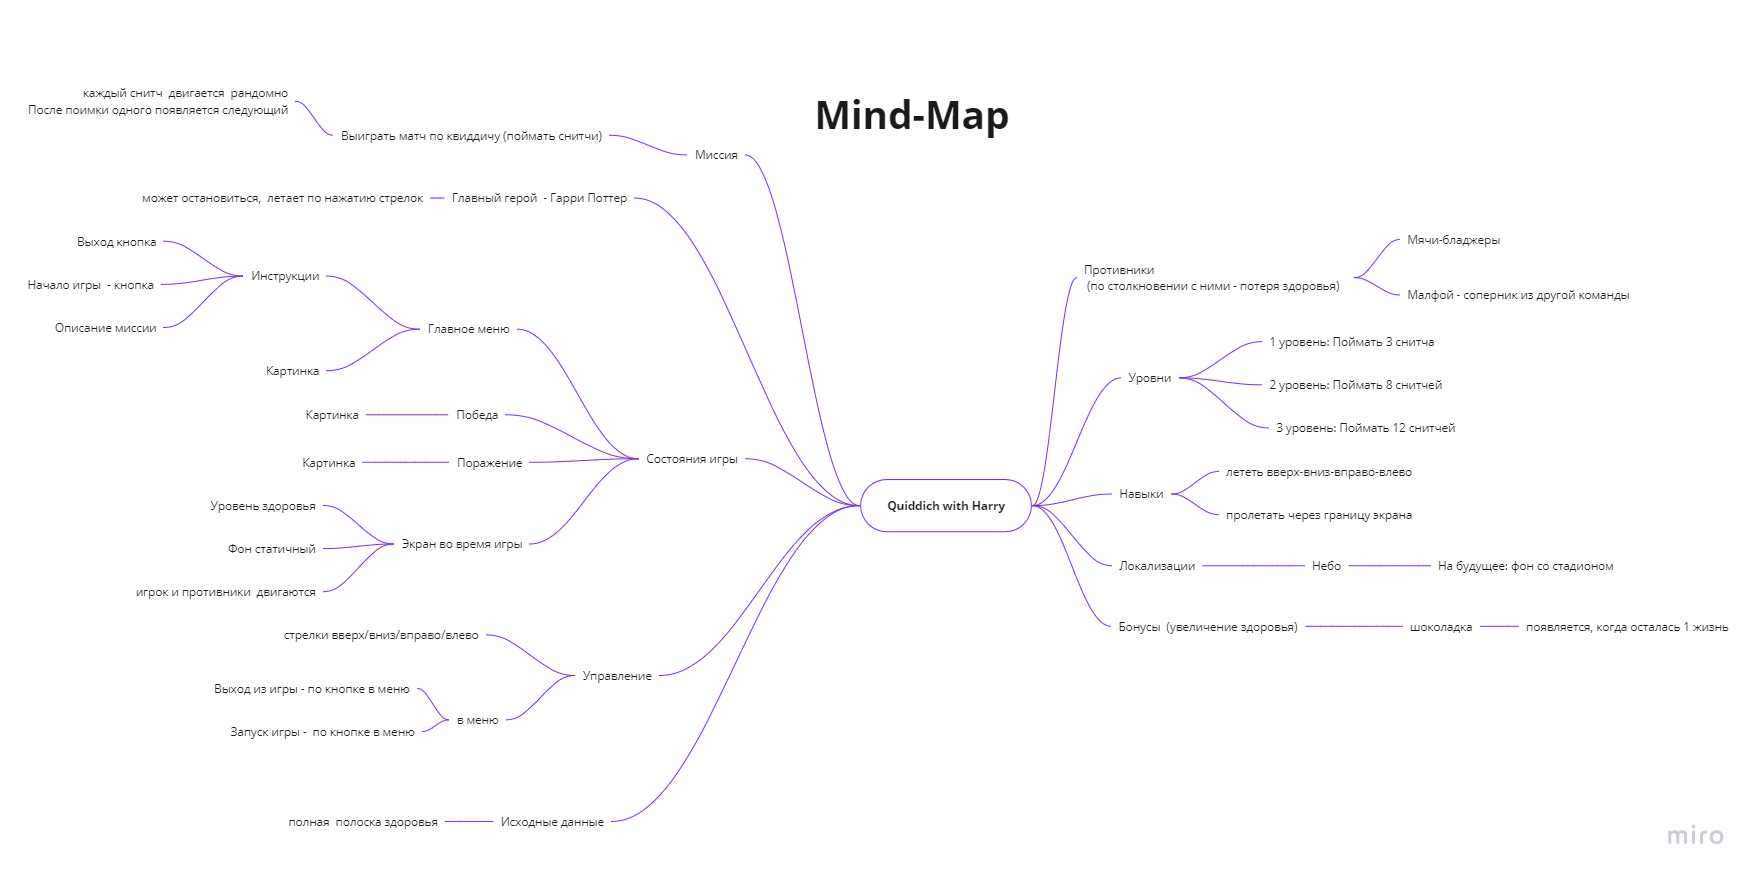 Mind-Map
каждый снитч двигается рандомно
После поимки одного появляется следующий
Выиграть матч по квиддичу (поймать снитчи)
Миссия
может остановиться, летает по нажатию стрелок
Главный герой - Гарри Поттер
Выход кнопка
Начало игры - кнопка
Описание миссии
Инструкции
Картинка
Главное меню
Картинка
Победа
Картинка
Поражение
Уровень здоровья
Фон статичный
игрок и противники двигаются
Экран во время игры
Состояния игры
стрелки вверх/вниз/вправо/влево
Выход из игры - по кнопке в меню
Запуск игры - по кнопке в меню
в меню
Управление
полная полоска здоровья
Исходные данные
Quiddich with Harry
Противники
(по столкновении с ними - потеря здоровья)
Мячи-бладжеры
Малфой - соперник из другой команды
Уровни
1 уровень: Поймать 3 снитча
2 уровень: Поймать 8 снитчей
3 уровень: Поймать 12 снитчей
Навыки
лететь вверх-вниз-вправо-влево
пролетать через границу экрана
Локализации
Небо
На будущее: фон со стадионом
Бонусы (увеличение здоровья)
шоколадка
появляется, когда осталась 1 жизнь
miro